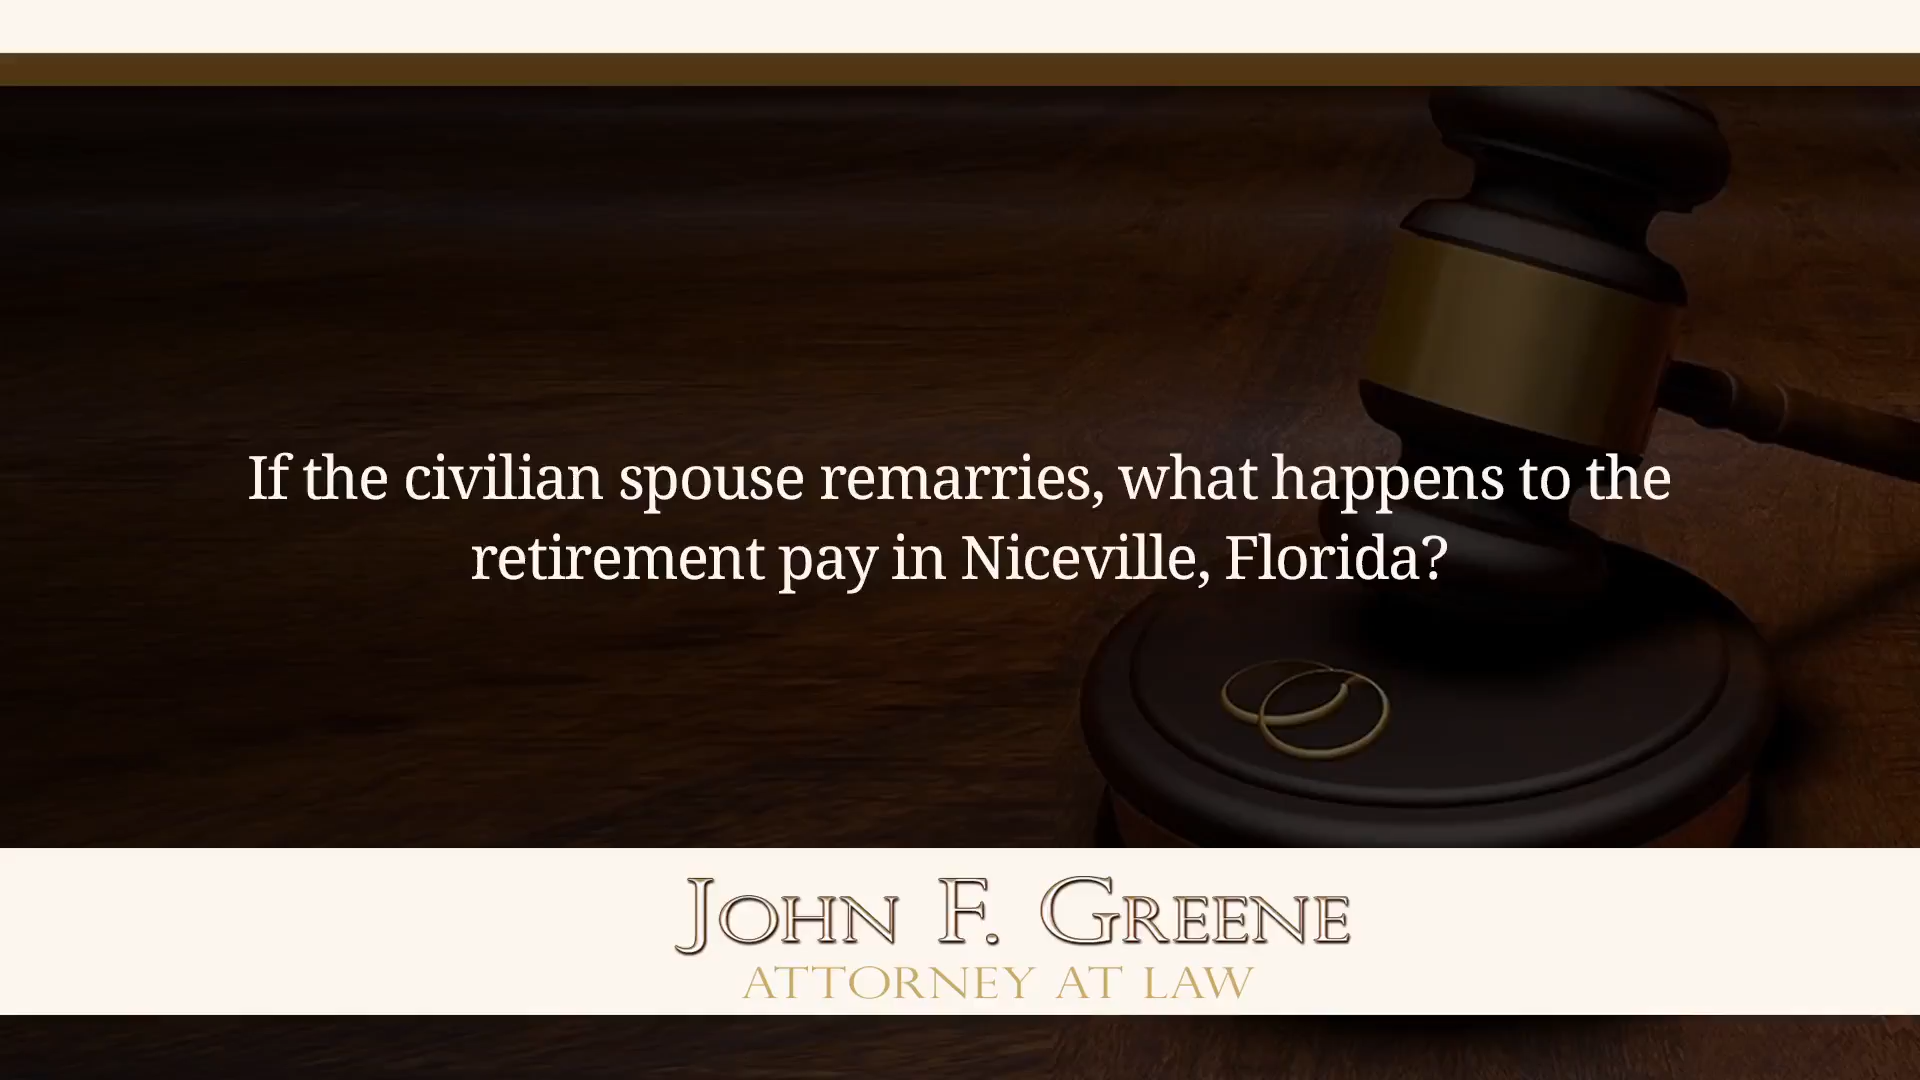 If the civilian spouse remarries, what happens to the
retirement pay in Niceville, Florida?
John F. Greene
Attorney at Law